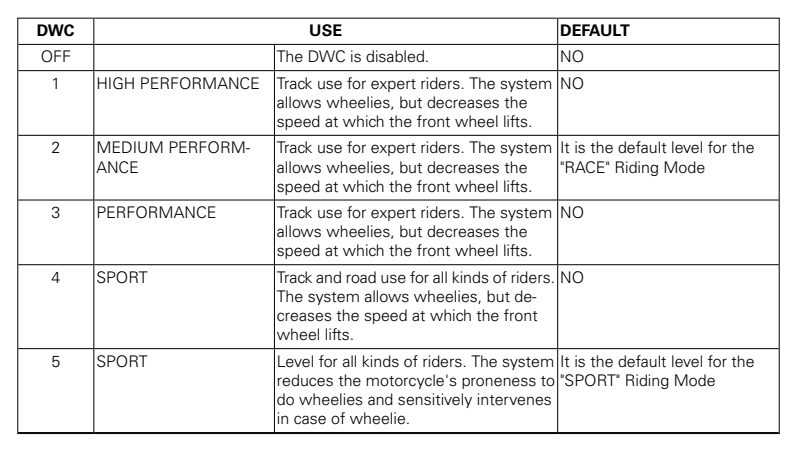 DWC USE DEFAULT
OFF The DWC is disabled. NO
1 HIGH PERFORMANCE Track use for expert riders. The system NO
allows wheelies, but decreases the
speed at which the front wheel lifts.
2 MEDIUM PERFORM- Track use for expert riders. The system It is the default level for the
ANCE allows wheelies, but decreases the "RACE" Riding Mode
speed at which the front wheel lifts.
3 PERFORMANCE Track use for expert riders. The system NO
allows wheelies, but decreases the
speed at which the front wheel lifts.
4 SPORT Track and road use for all kinds of riders. NO
The system allows wheelies, but de-
creases the speed at which the front
wheel lifts.
5 SPORT Level for all kinds of riders. The system It is the default level for the
reduces the motorcycle's proneness to "SPORT" Riding Mode
do wheelies and sensitively intervenes
in case of wheelie.